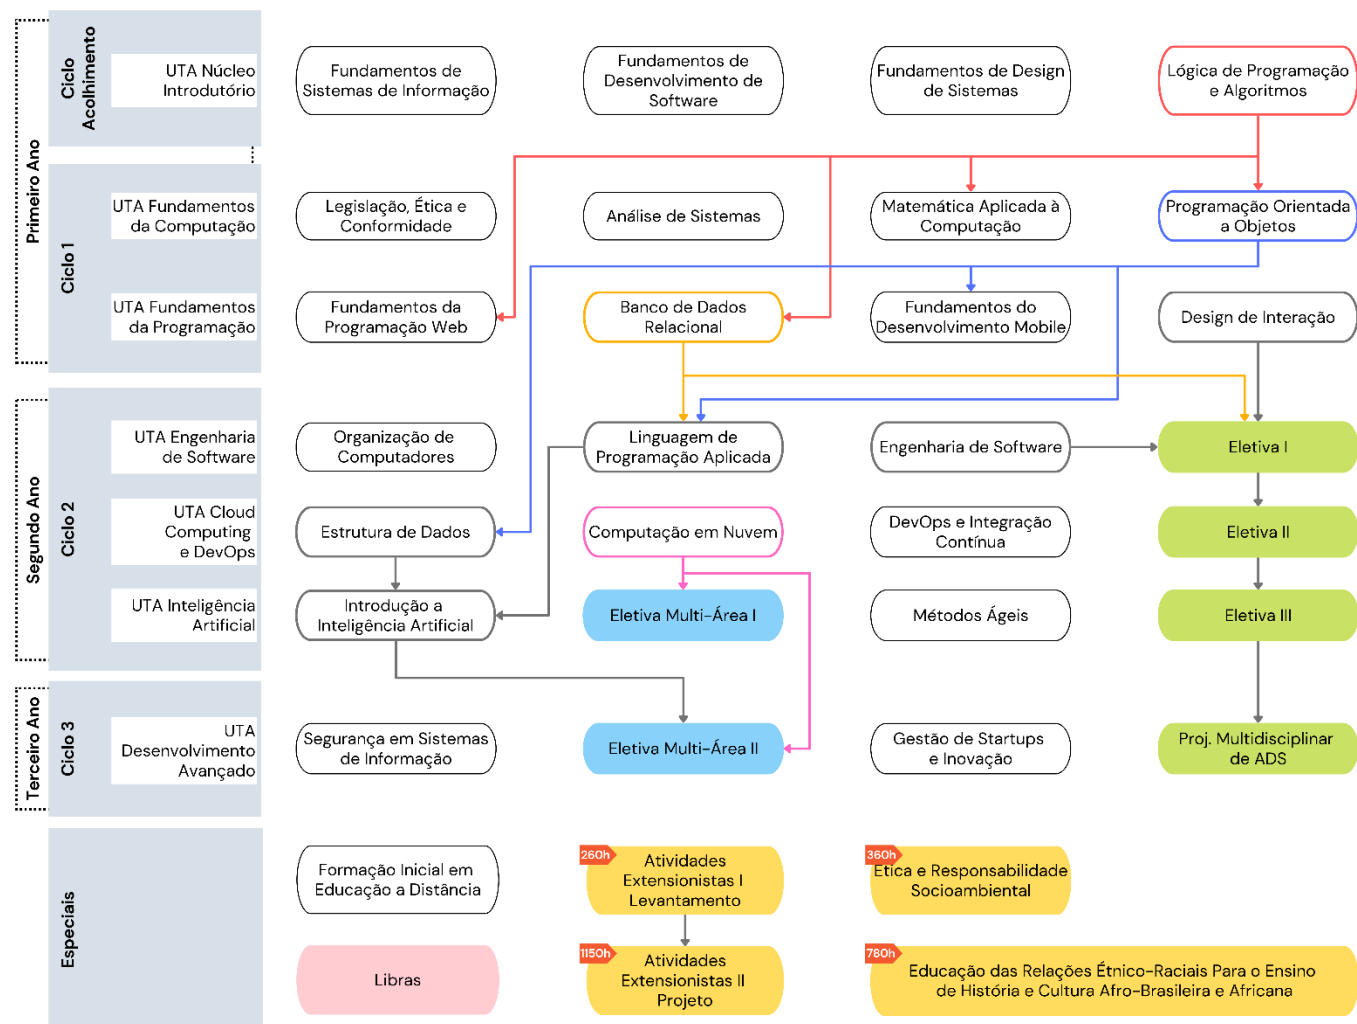 Primeiro Ano
Ciclo
Acolhimento
UTA Núcleo
Introdutório
Fundamentos de
Sistemas de Informação
Fundamentos de
Desenvolvimento de
Software
Fundamentos de Design
de Sistemas
Lógica de Programação
e Algoritmos
Ciclo 1
UTA Fundamentos
da Computação
Legislação, Ética e
Conformidade
Análise de Sistemas
Matemática Aplicada à
Computação
Programação Orientada
a Objetos
UTA Fundamentos
da Programação
Fundamentos da
Programação Web
Banco de Dados
Relacional
Fundamentos do
Desenvolvimento Mobile
Design de Interação
Segundo Ano
Ciclo 2
UTA Engenharia
de Software
Organização de
Computadores
Linguagem de
Programação Aplicada
Engenharia de Software
Eletiva I
UTA Cloud
Computing
e DevOps
Estrutura de Dados
Computação em Nuvem
DevOps e Integração
Contínua
Eletiva II
UTA Inteligência
Artificial
Introdução a
Inteligência Artificial
Eletiva Multi-Área I
Métodos Ágeis
Eletiva III
Terceiro Ano
Ciclo 3
UTA
Desenvolvimento
Avançado
Segurança em Sistemas
de Informação
Eletiva Multi-Área II
Gestão de Startups
e Inovação
Proj. Multidisciplinar
de ADS
Especiais
Formação Inicial em
Educação a Distância
260h
Atividades
Extensionistas I
Levantamento
360h
Etica e Responsabilidade
Socioambiental
Libras
1150h
Atividades
Extensionistas II
Projeto
780h
Educação das Relações Étnico-Raciais Para o Ensino
de História e Cultura Afro-Brasileira e Africana